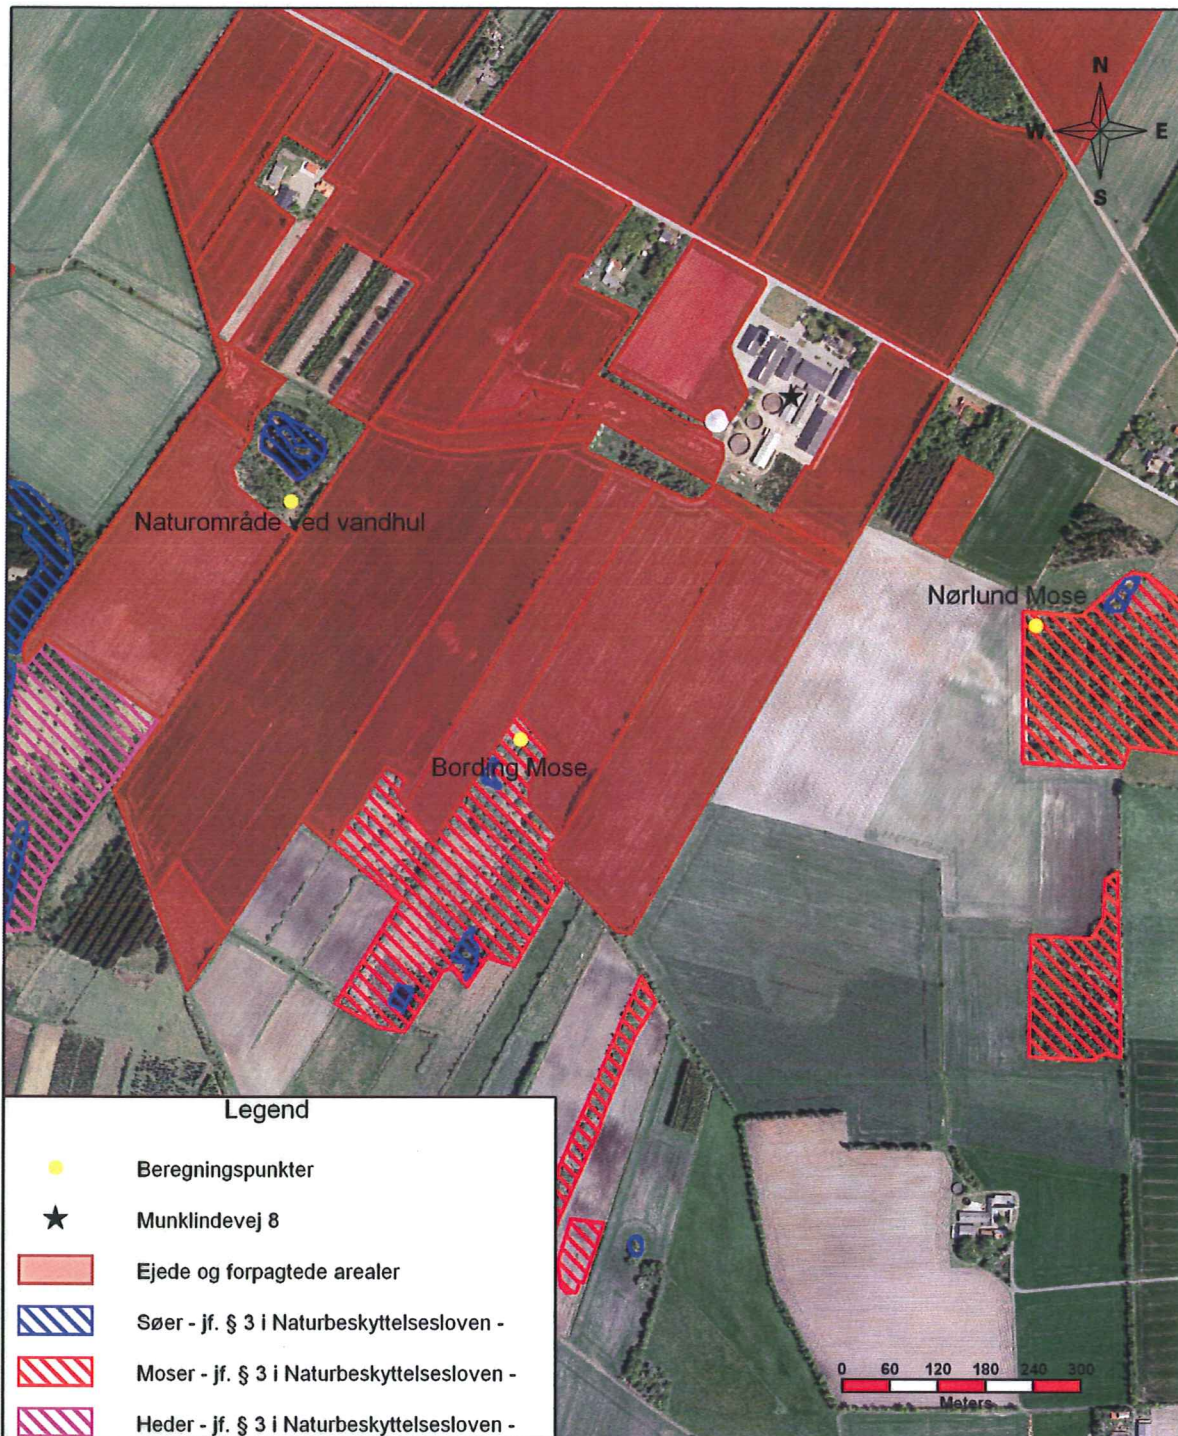 N
W E
S
Naturområde ved vandhul
Nørlund Mose
Bording Mose
Legend
Beregningspunkter
Munklindevej 8
Ejede og forpagtede arealer
Søer - jf. § 3 i Naturbeskyttelsesloven -
Moser - jf. § 3 i Naturbeskyttelsesloven -
Heder - jf. § 3 i Naturbeskyttelsesloven -
0 60 120 180 240 300
Meters